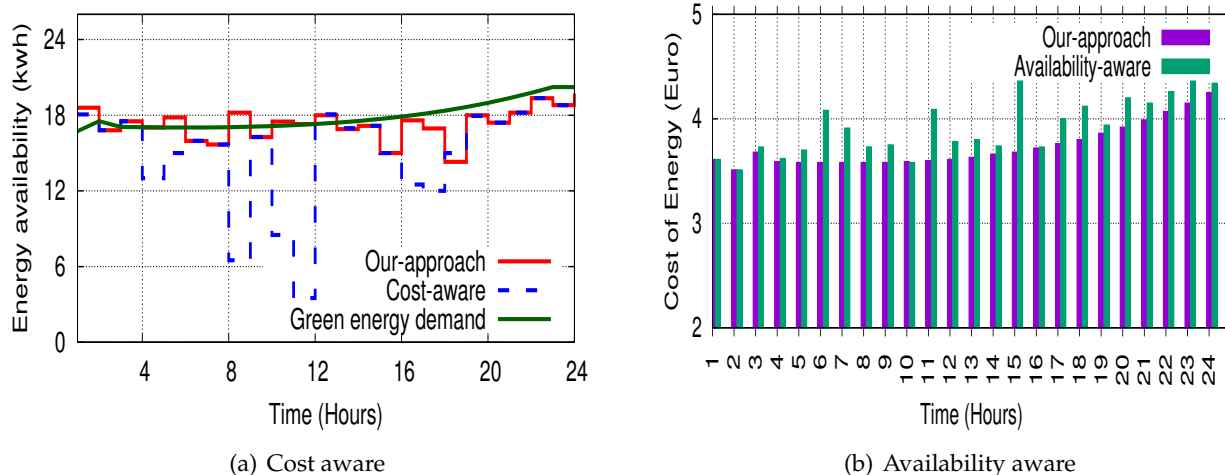 Energy availability (kwh)
24
18
12
6
0
Our-approach
Cost-aware
Green energy demand
4 8 12 16 20 24
Time (Hours)
(a) Cost aware
Cost of Energy (Euro)
5
4
3
2
Our-approach
Availability-aware
1 2 3 4 5 6 7 8 9 10 11 12 13 14 15 16 17 18 19 20 21 22 23 24
Time (Hours)
(b) Availability aware